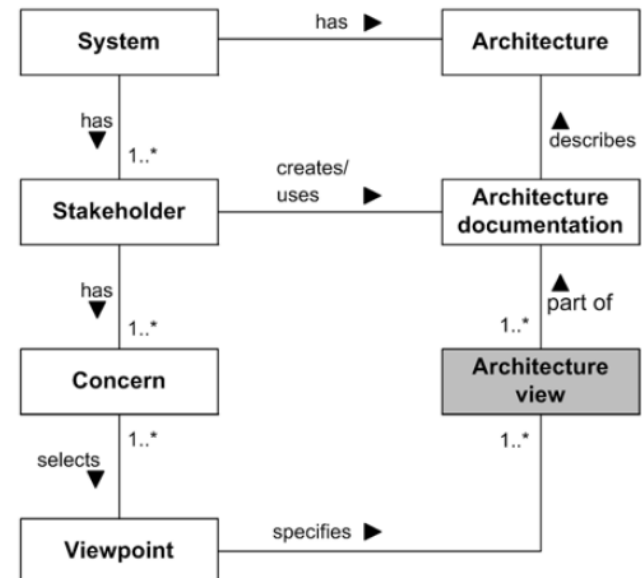 System
has
Architecture
has
1..*
describes
Stakeholder
creates/
uses
Architecture
documentation
has
1..*
part of
1..*
Concern
Architecture
view
1..*
1..*
selects
Viewpoint
specifies